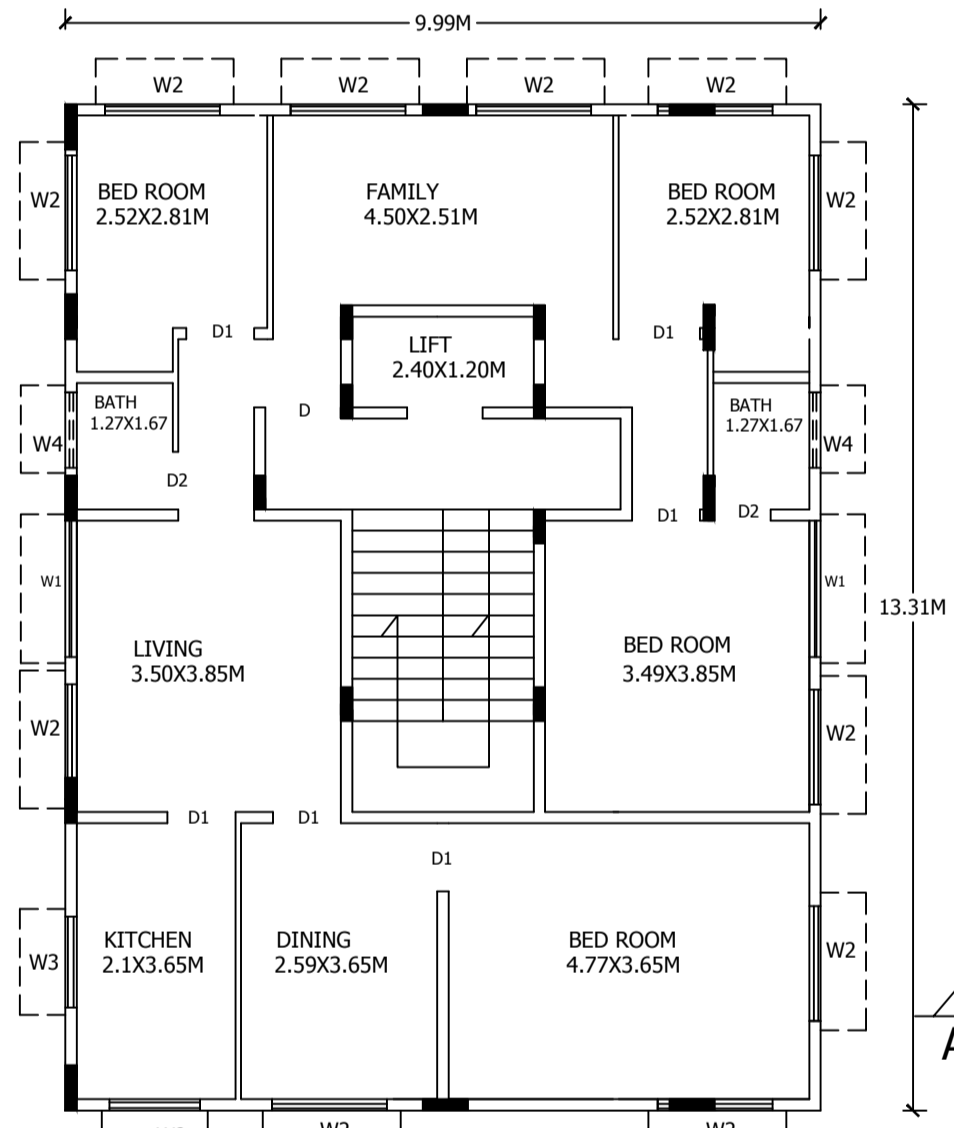 9.99M
W2
W2
W2
W2
W2
BED ROOM
2.52X2.81M
FAMILY
4.50X2.51M
BED ROOM
2.52X2.81M
W2
D1
LIFT
2.40X1.20M
D1
BATH
1.27X1.67
D
BATH
1.27X1.67
W4
W4
D2
D1
D2
W1
W1
13.31M
LIVING
3.50X3.85M
BED ROOM
3.49X3.85M
W2
W2
D1
D1
D1
KITCHEN
2.1X3.65M
DINING
2.59X3.65M
BED ROOM
4.77X3.65M
W3
W2
A
W2
W2